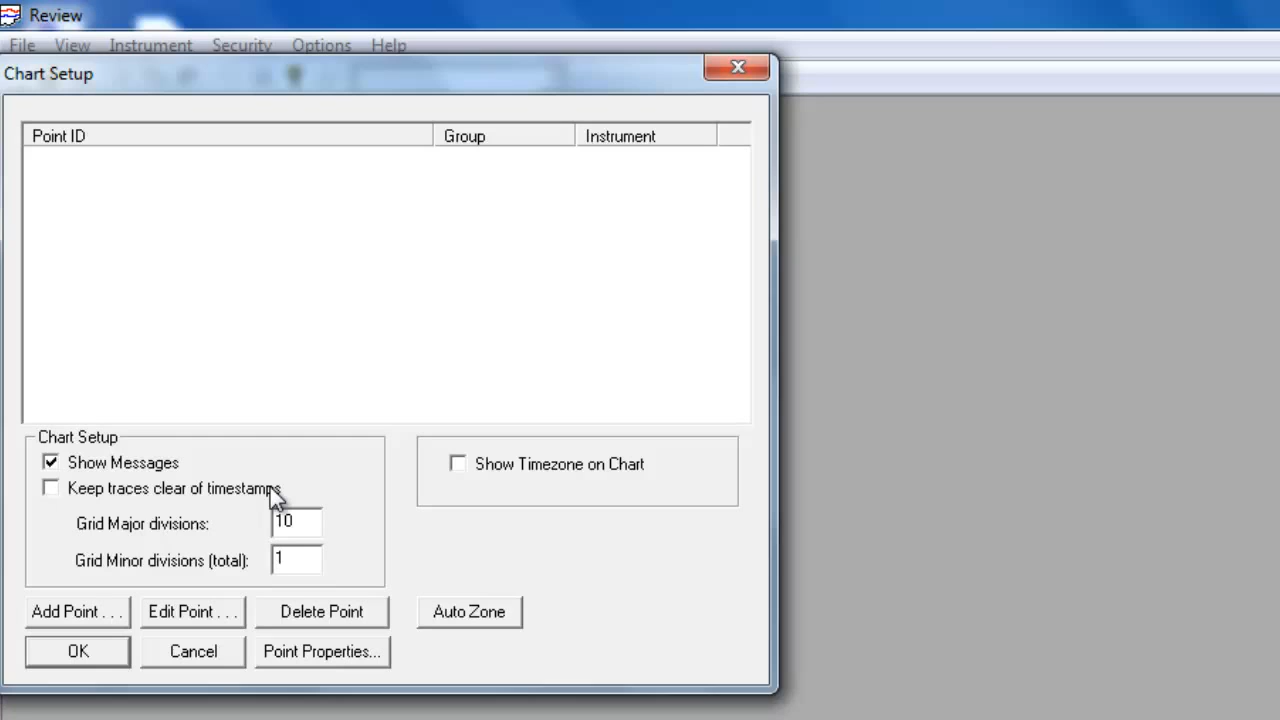 Review
File View Instrument Security Options Help
Chart Setup
Point ID Group Instrument
Chart Setup
Show Messages
Keep traces clear of timestamps
Grid Major divisions: 10
Grid Minor divisions (total): 1
Show Timezone on Chart
Add Point . . . Edit Point . . . Delete Point Auto Zone
OK Cancel Point Properties...